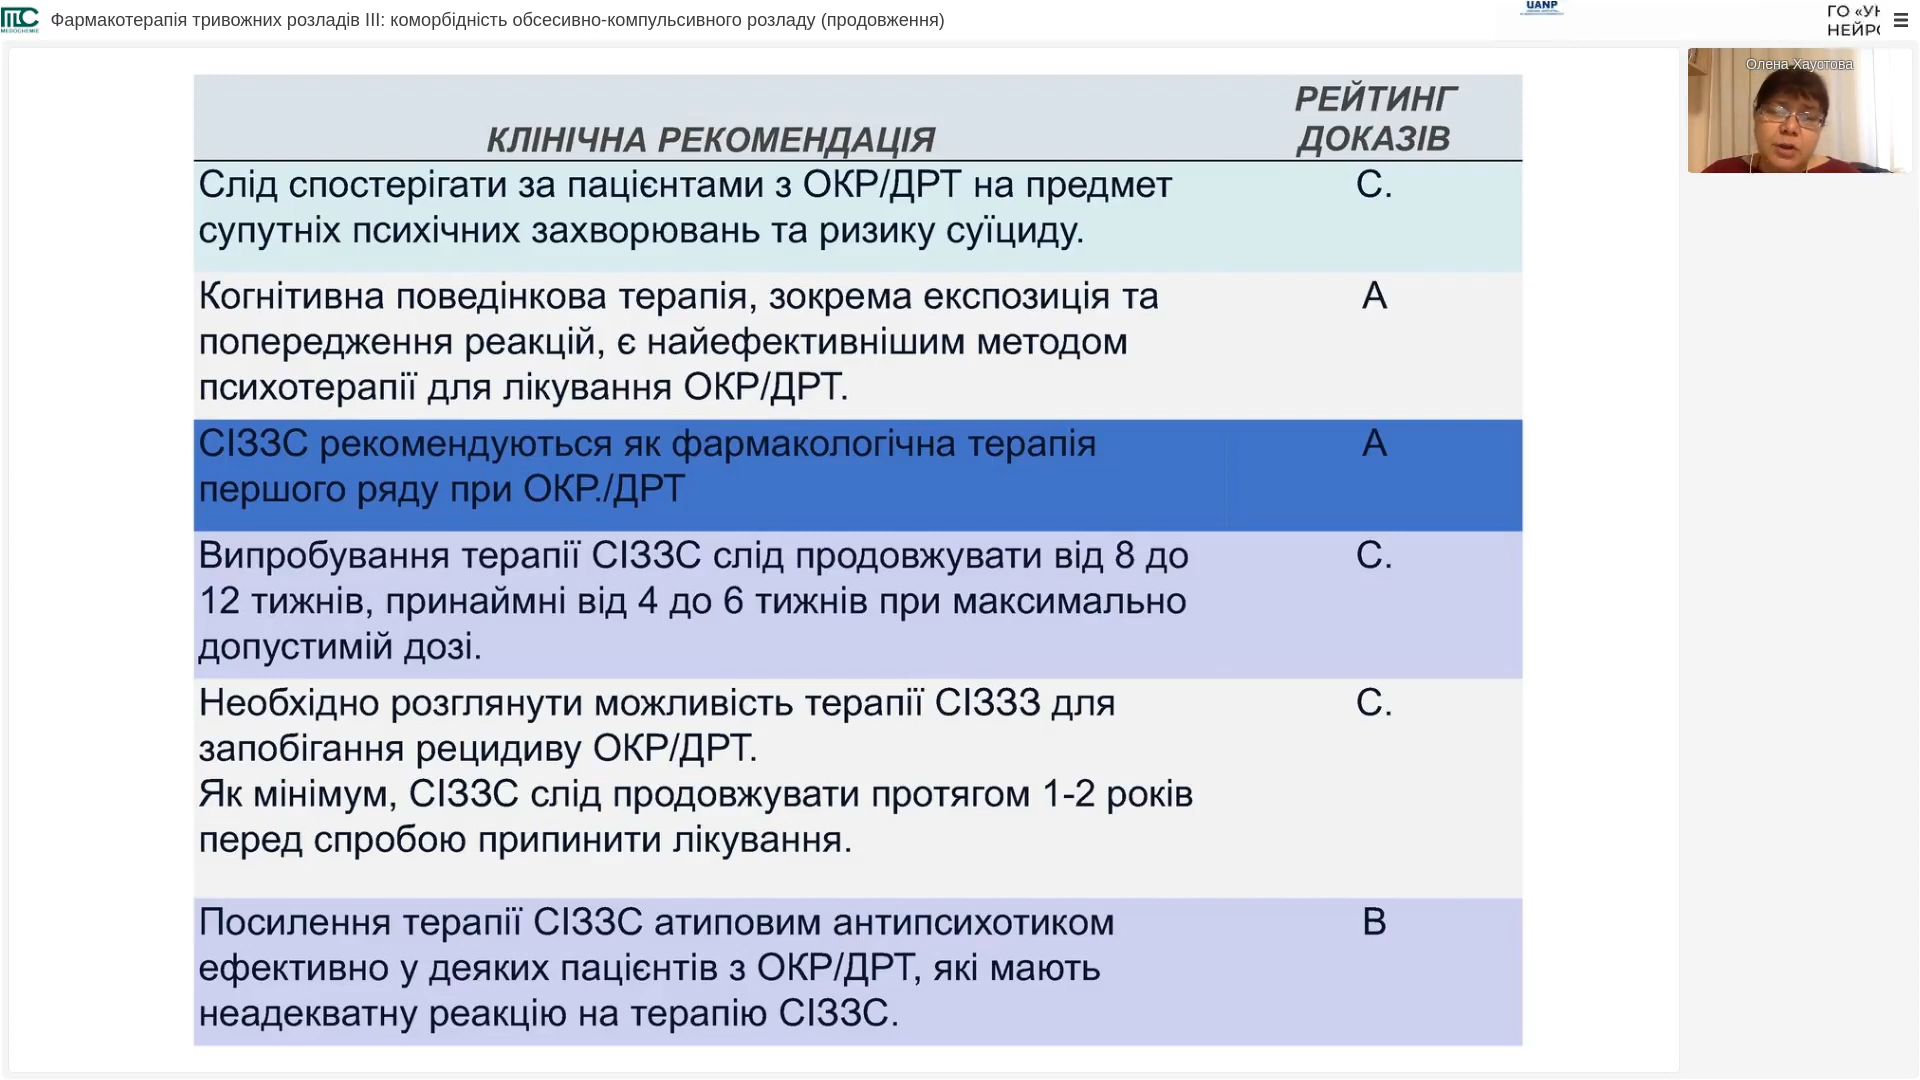 MEDOCHEMIE
Фармакотерапія тривожних розладів III: коморбідність обсесивно-компульсивного розладу (продовження)
UANP
ГО «УН
НЕЙРО
Олена Хаустова
КЛІНІЧНА РЕКОМЕНДАЦІЯ
РЕЙТИНГ
ДОКАЗІВ
Слід спостерігати за пацієнтами з ОКР/ДРТ на предмет
супутніх психічних захворювань та ризику суїциду.
C.
Когнітивна поведінкова терапія, зокрема експозиція та
попередження реакцій, є найефективнішим методом
психотерапії для лікування ОКР/ДРТ.
A
СІЗЗС рекомендуються як фармакологічна терапія
першого ряду при ОКР./ДРТ
A
Випробування терапії СІЗЗС слід продовжувати від 8 до
12 тижнів, принаймні від 4 до 6 тижнів при максимально
допустимій дозі.
C.
Необхідно розглянути можливість терапії СІЗЗЗ для
запобігання рецидиву ОКР/ДРТ.
Як мінімум, СІЗЗС слід продовжувати протягом 1-2 років
перед спробою припинити лікування.
C.
Посилення терапії СІЗЗС атиповим антипсихотиком
ефективно у деяких пацієнтів з ОКР/ДРТ, які мають
неадекватну реакцію на терапію СІЗЗС.
B